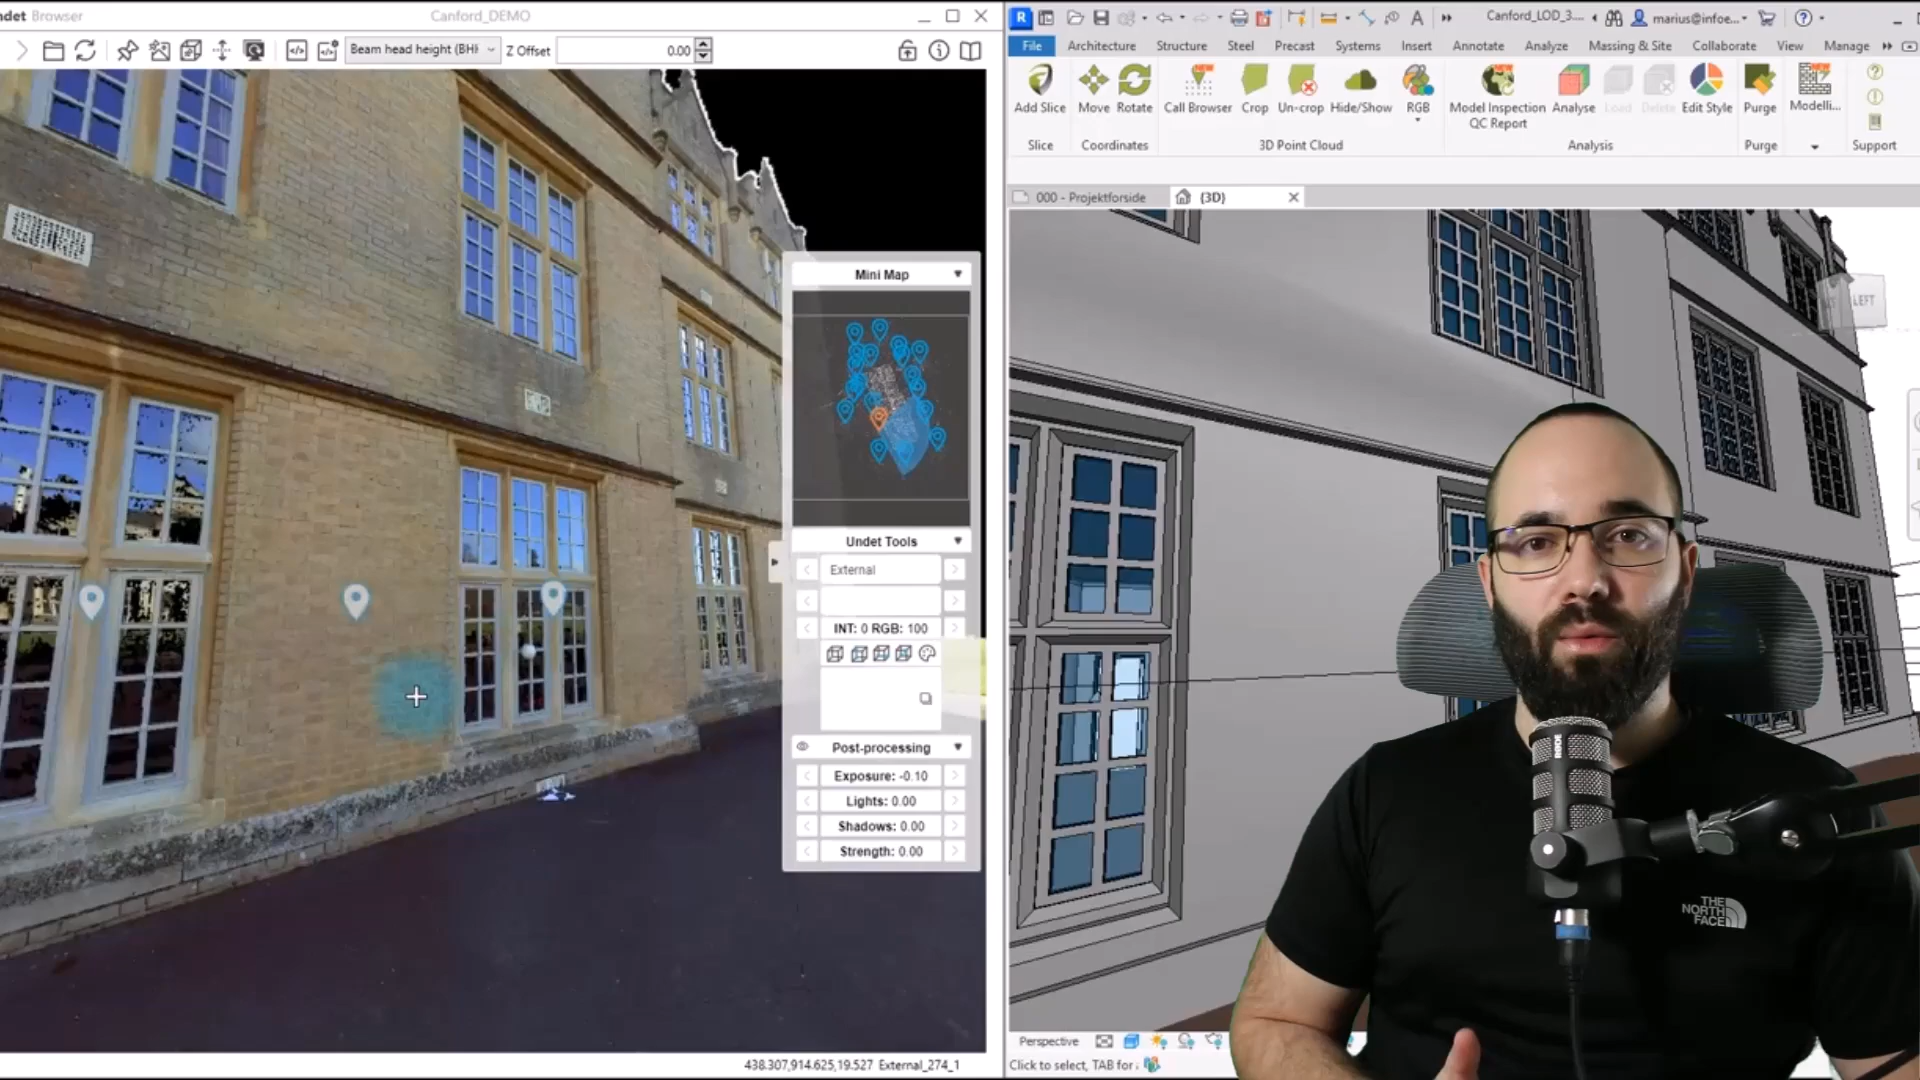 ndet Browser
Canford_DEMO
Beam head height (BHI
Z Offset
0.00
Mini Map
Undet Tools
External
INT: 0 RGB: 100
Post-processing
Exposure: -0.10
Lights: 0.00
Shadows: 0.00
Strength: 0.00
438.307,914.625,19.527 External_274_1
R
Canford_LOD_3....
marius@infoe...
File Architecture Structure Steel Precast Systems Insert Annotate Analyze Massing & Site Collaborate View Manage
Add Slice Move Rotate Call Browser Crop Un-crop Hide/Show RGB Model Inspection QC Report Analyse Load Delete Edit Style Purge Modelli...
Slice Coordinates 3D Point Cloud Analysis Purge Support
000 - Projektforside
{3D}
LEFT
RØDE
THE
NORTH
FACE
Perspective
Click to select, TAB for